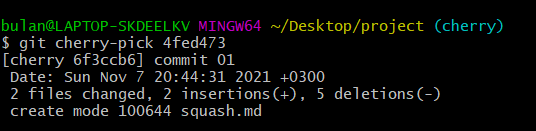 bulan@LAPTOP-SKDEELKV MINGW64 ~/Desktop/project (cherry)
$ git cherry-pick 4fed473
[cherry 6f3ccb6] commit 01
 Date: Sun Nov 7 20:44:31 2021 +0300
 2 files changed, 2 insertions(+), 5 deletions(-)
 create mode 100644 squash.md